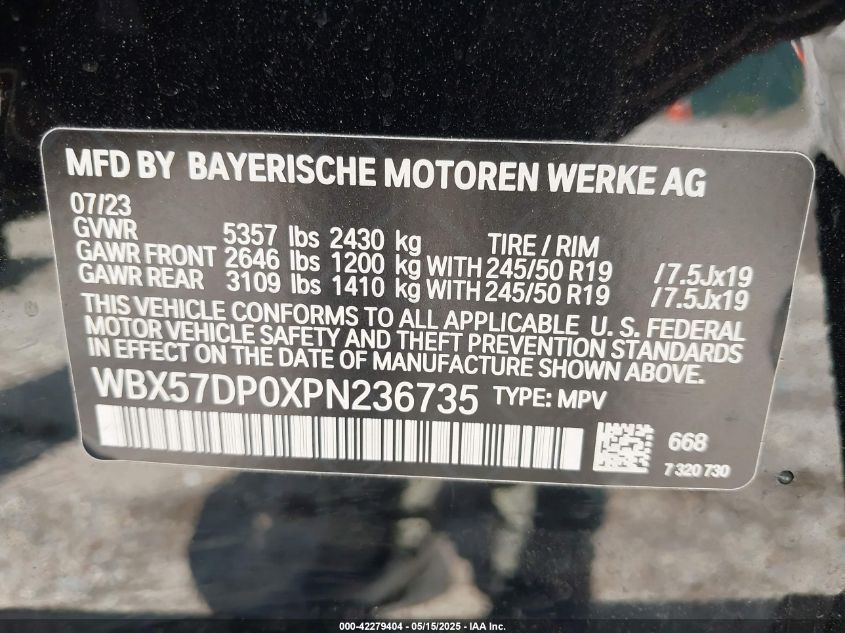 MFD BY BAYERISCHE MOTOREN WERKE AG
07/23
GVWR 5357 lbs 2430 kg TIRE / RIM
GAWR FRONT 2646 lbs 1200 kg WITH 245/50 R19 /7.5Jx19
GAWR REAR 3109 lbs 1410 kg WITH 245/50 R19 /7.5Jx19
THIS VEHICLE CONFORMS TO ALL APPLICABLE U. S. FEDERAL
MOTOR VEHICLE SAFETY AND THEFT PREVENTION STANDARDS
IN EFFECT ON THE DATE OF MANUFACTURE SHOWN ABOVE.
WBX57DP0XPN236735 TYPE: MPV
668
7 320 730
000-42279404 - 05/15/2025 - IAA Inc.